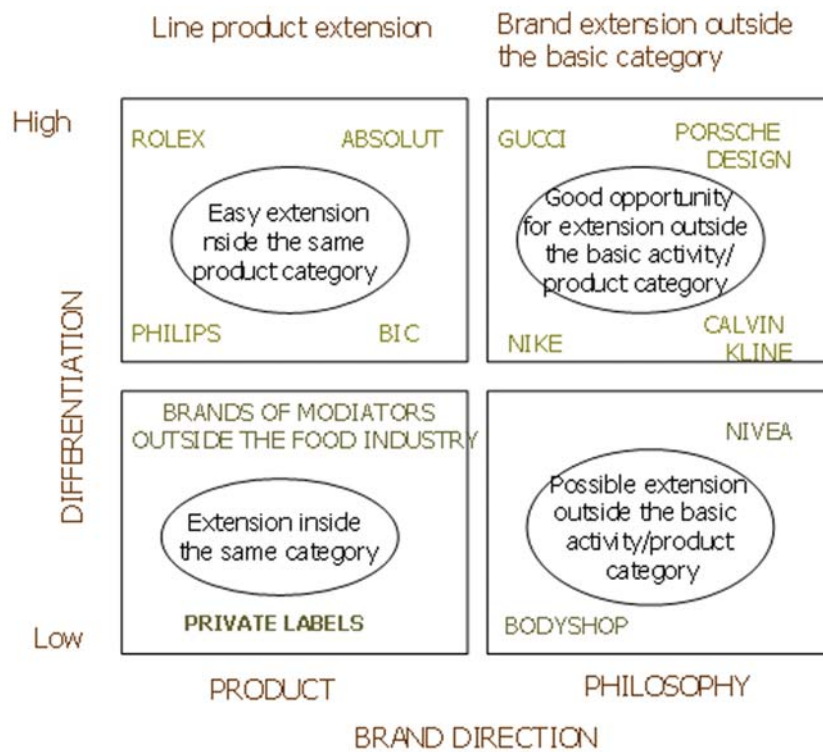 Line product extension
Brand extension outside
the basic category
High
ROLEX
ABSOLUT
Easy extension
nside the same
product category
PHILIPS
BIC
GUCCI
PORSCHE
DESIGN
Good opportunity
for extension outside
the basic activity/
product category
NIKE
CALVIN
KLINE
DIFFERENTIATION
BRANDS OF MODIATORS
OUTSIDE THE FOOD INDUSTRY
Extension inside
the same category
PRIVATE LABELS
NIVEA
Possible extension
outside the basic
activity/product
category
BODYSHOP
Low
PRODUCT
PHILOSOPHY
BRAND DIRECTION